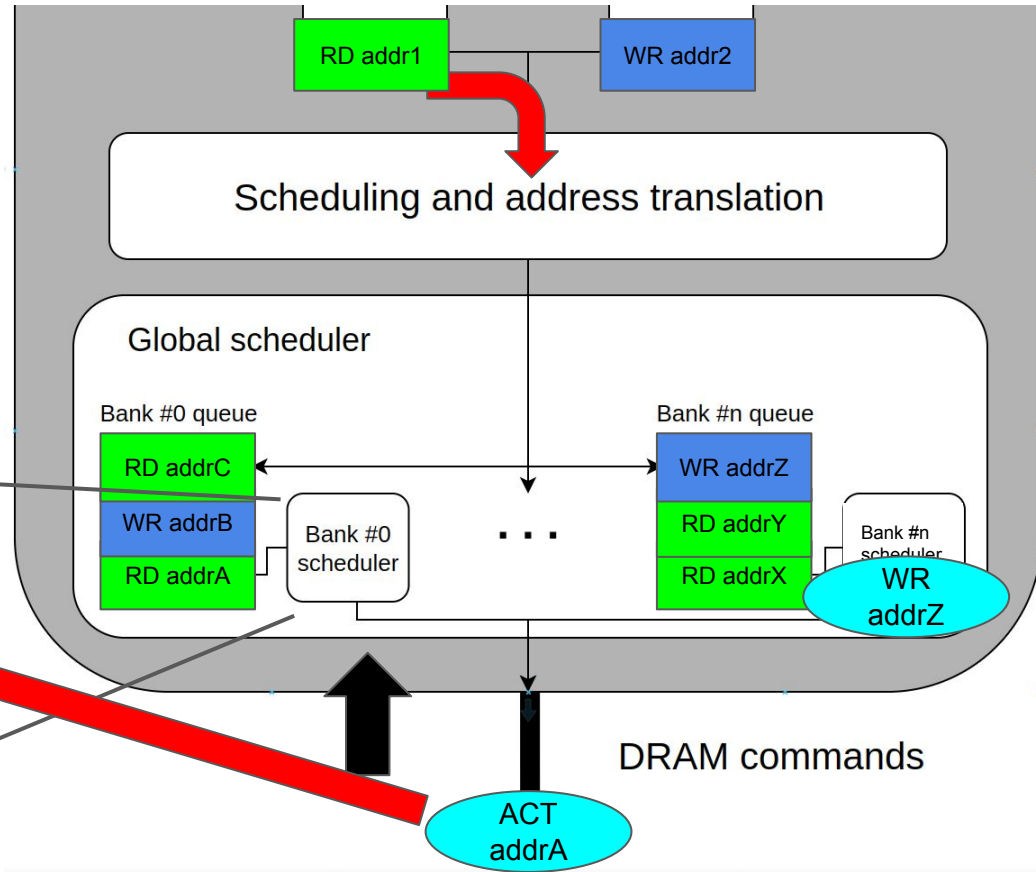 RD addr1
WR addr2
Scheduling and address translation
Global scheduler
Bank #0 queue
RD addrC
WR addrB
RD addrA
Bank #0
scheduler
. . .
Bank #n queue
WR addrZ
RD addrY
RD addrX
Bank #n
scheduler
WR
addrZ
DRAM commands
ACT
addrA